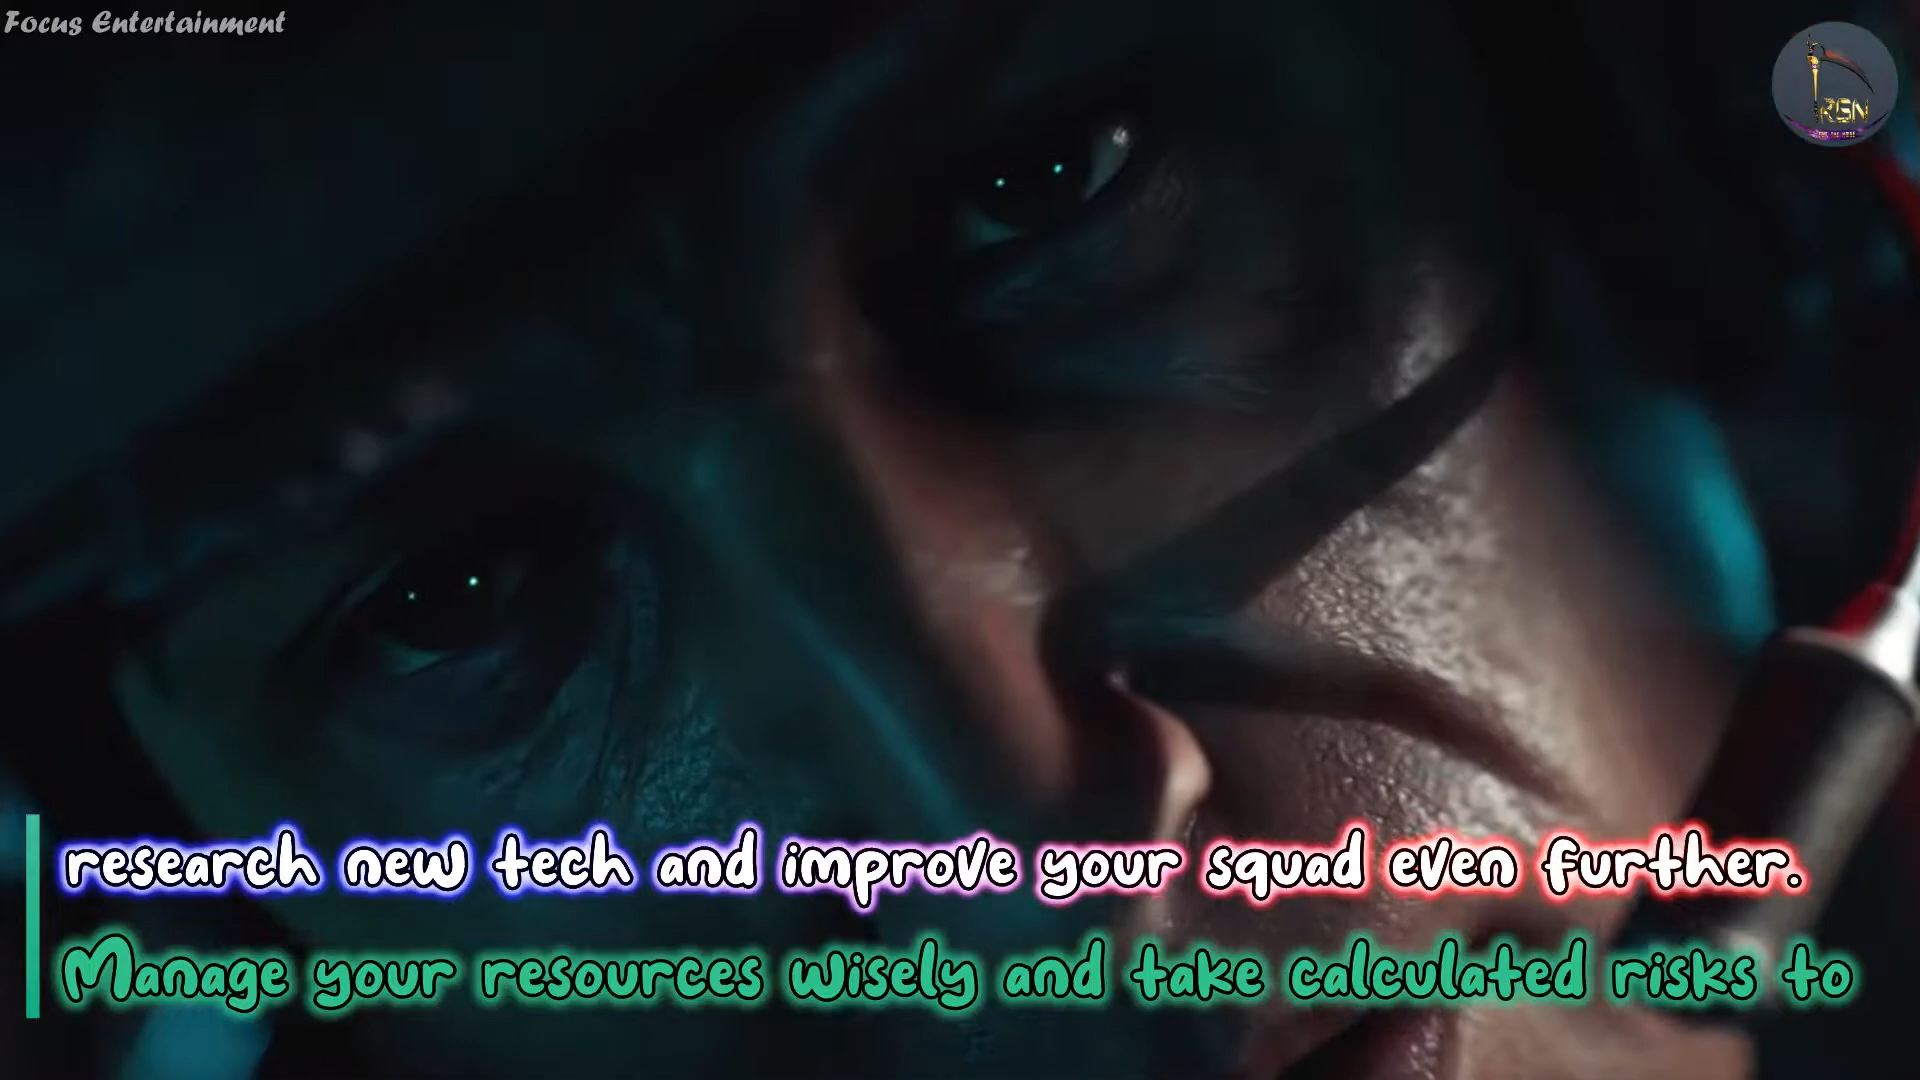 Focus Entertainment
RGN
research new tech and improve your squad even further.
Manage your resources wisely and take calculated risks to